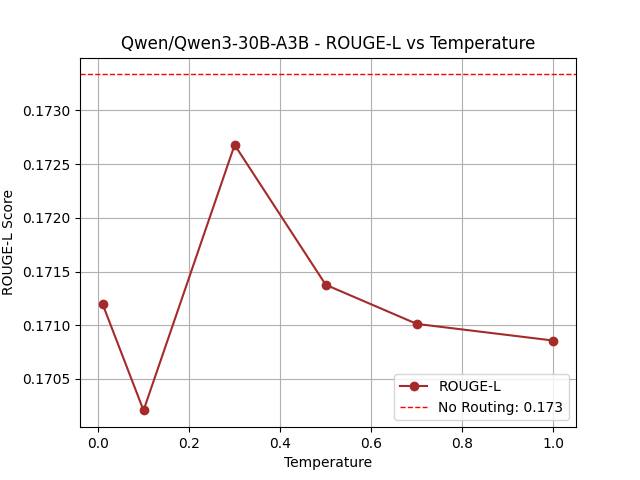 Qwen/Qwen3-30B-A3B - ROUGE-L vs Temperature
ROUGE-L Score
0.1730
0.1725
0.1720
0.1715
0.1710
0.1705
0.0
0.2
0.4
0.6
0.8
1.0
Temperature
ROUGE-L
No Routing: 0.173